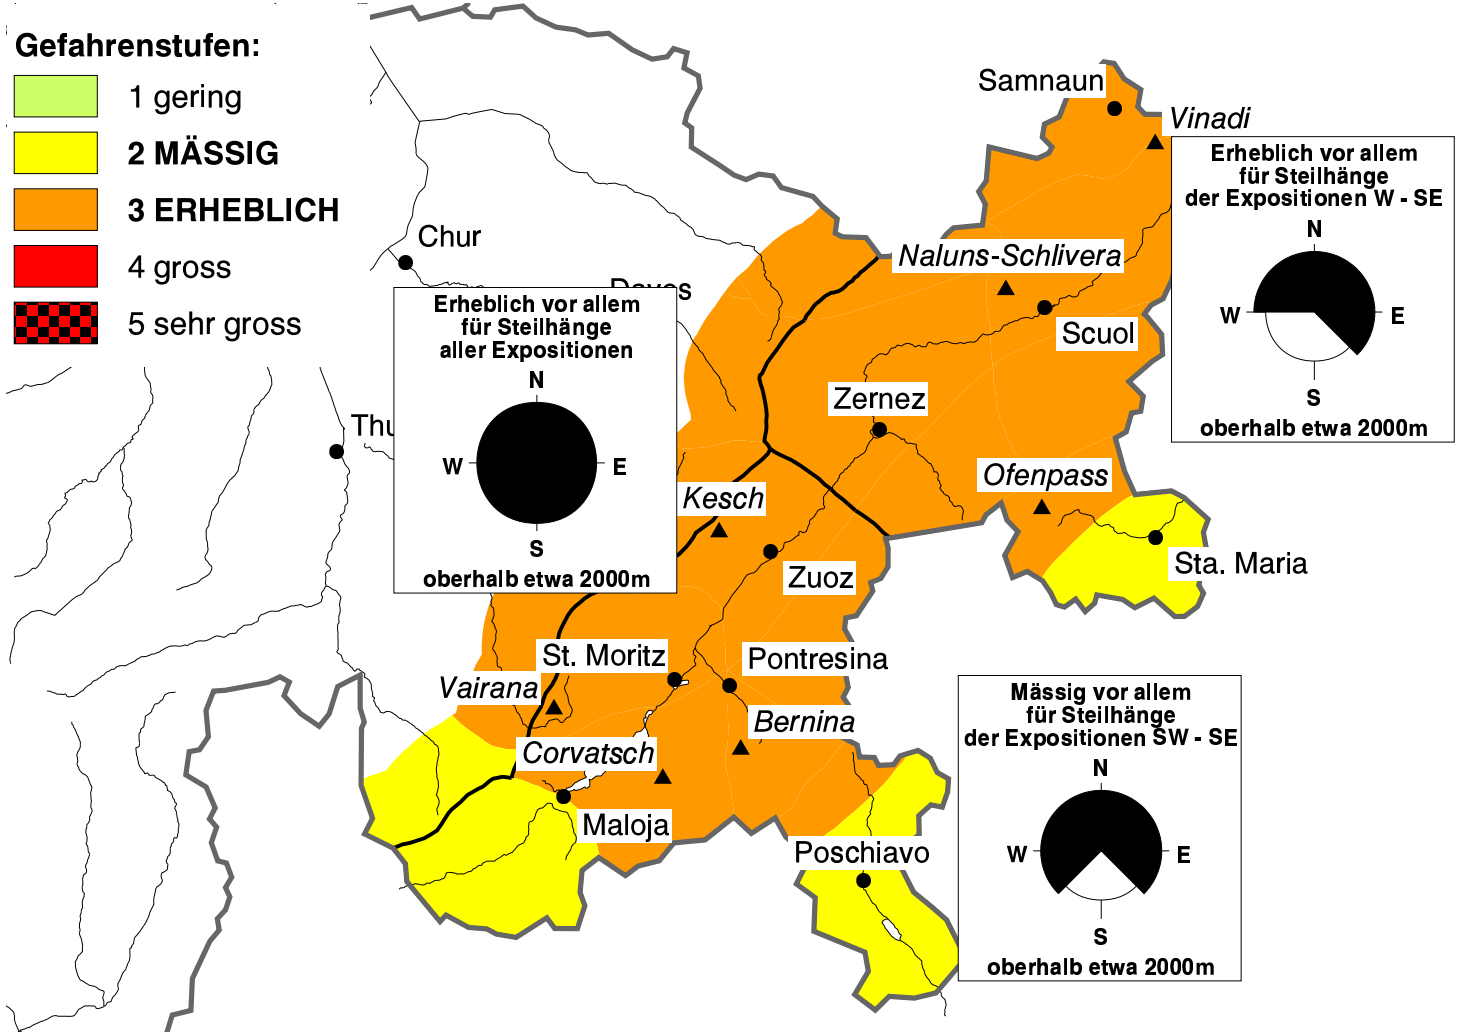 Gefahrenstufen:
1 gering
2 MÄSSIG
3 ERHEBLICH
4 gross
5 sehr gross
Samnaun
Vinadi
Erheblich vor allem
für Steilhänge
der Expositionen W - SE
N
W
E
S
oberhalb etwa 2000m
Chur
Naluns-Schlivera
Davos
Scuol
Erheblich vor allem
für Steilhänge
aller Expositionen
N
W
E
S
oberhalb etwa 2000m
Zernez
Thu
Ofenpass
Kesch
Sta. Maria
Zuoz
St. Moritz
Pontresina
Vairana
Bernina
Corvatsch
Maloja
Poschiavo
Mässig vor allem
für Steilhänge
der Expositionen SW - SE
N
W
E
S
oberhalb etwa 2000m